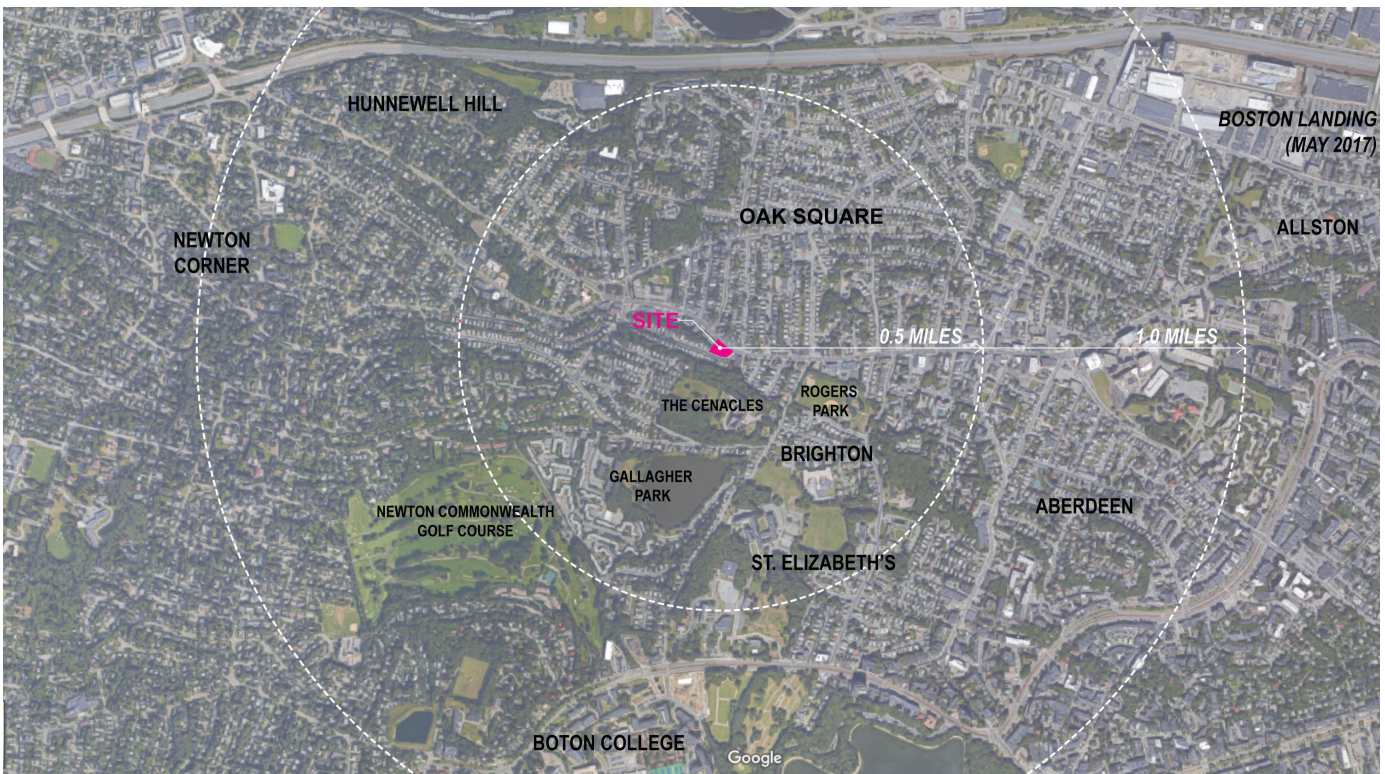 HUNNEWELL HILL
BOSTON LANDING
(MAY 2017)
OAK SQUARE
ALLSTON
NEWTON
CORNER
SITE
0.5 MILES
1.0 MILES
THE CENACLES
ROGERS
PARK
BRIGHTON
GALLAGHER
PARK
NEWTON COMMONWEALTH
GOLF COURSE
ABERDEEN
ST. ELIZABETH'S
BOTON COLLEGE
Google